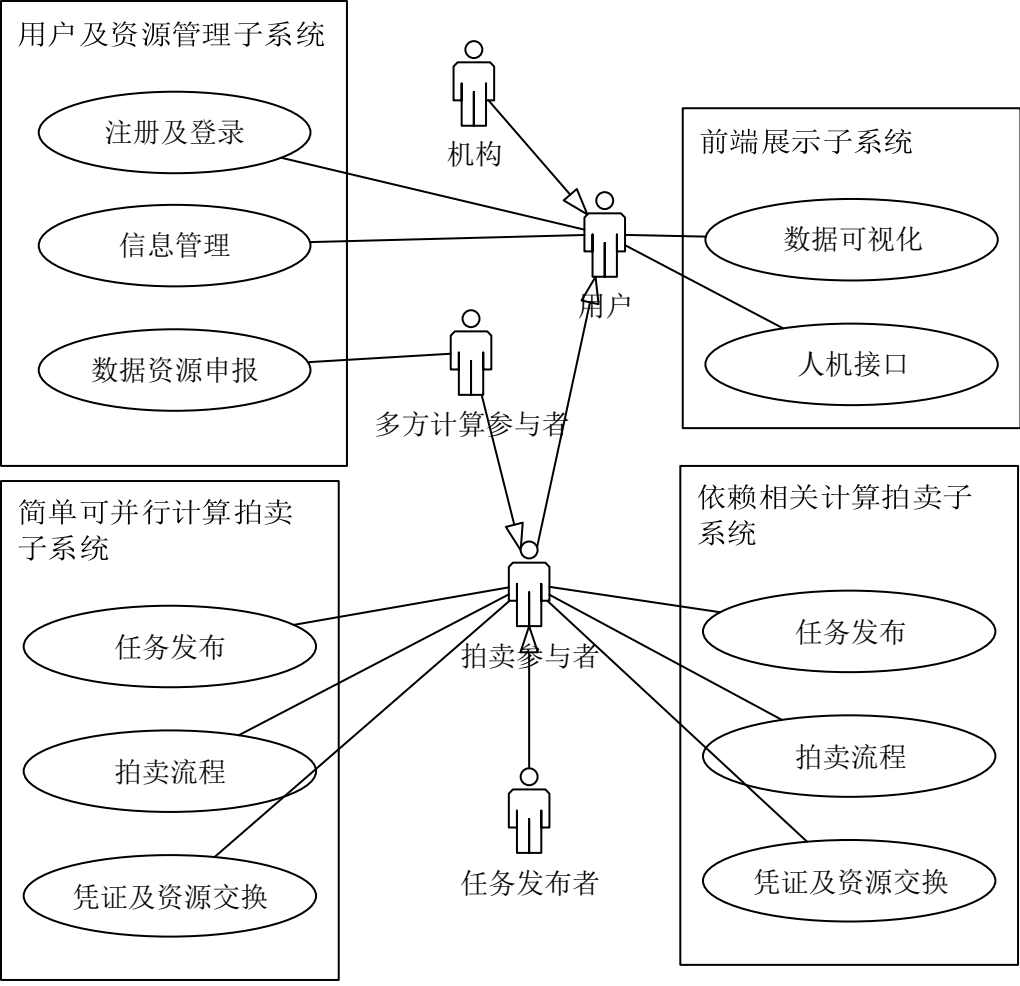 用户及资源管理子系统
注册及登录
信息管理
数据资源申报
机构
用户
多方计算参与者
前端展示子系统
数据可视化
人机接口
简单可并行计算拍卖
子系统
任务发布
拍卖流程
凭证及资源交换
拍卖参与者
任务发布者
依赖相关计算拍卖子
系统
任务发布
拍卖流程
凭证及资源交换